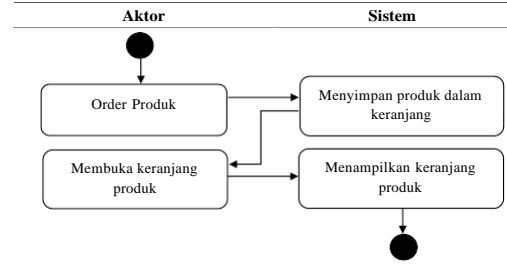 Aktor Sistem
Order Produk
Menyimpan produk dalam
keranjang
Membuka keranjang
produk
Menampilkan keranjang
produk